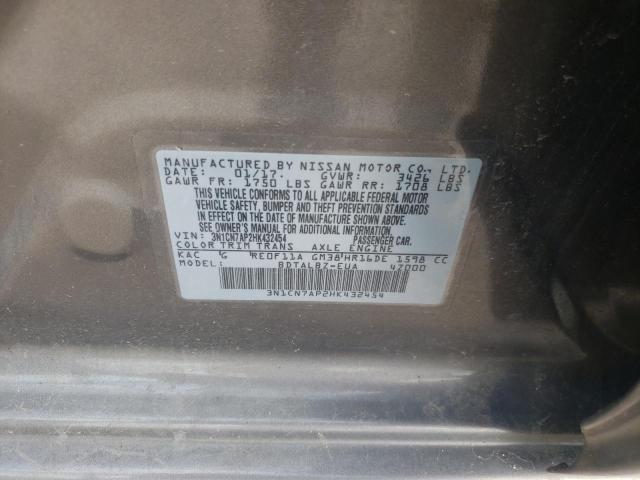 MANUFACTURED BY NISSAN MOTOR CO., LTD.
DATE: 01/17. GVWR: 3426 LBS
GAWR FR: 1750 LBS GAWR RR: 1708 LBS
THIS VEHICLE CONFORMS TO ALL APPLICABLE FEDERAL MOTOR
VEHICLE SAFETY, BUMPER AND THEFT PREVENTION STANDARDS
IN EFFECT ON THE DATE OF MANUFACTURE SHOWN ABOVE.
SEE OWNER'S MANUAL FOR ADDITIONAL INFORMATION.
3N1CN7AP2HK432454 PASSENGER CAR.
COLOR TRIM TRANS AXLE ENGINE
KAC G RE0F11A GM38 HR16DE 1598 CC
MODEL: BDTALBZ-EUA 47000
3N1CN7AP2HK432454